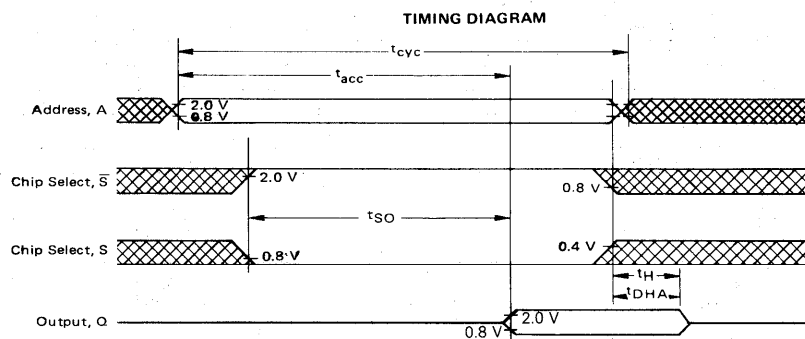 TIMING DIAGRAM
tcyc
tacc
Address, A
2.0 V
0.8 V
Chip Select, S̅
2.0 V
0.8 V
tSO
Chip Select, S
0.8 V
0.4 V
tH
tDHA
Output, Q
2.0 V
0.8 V